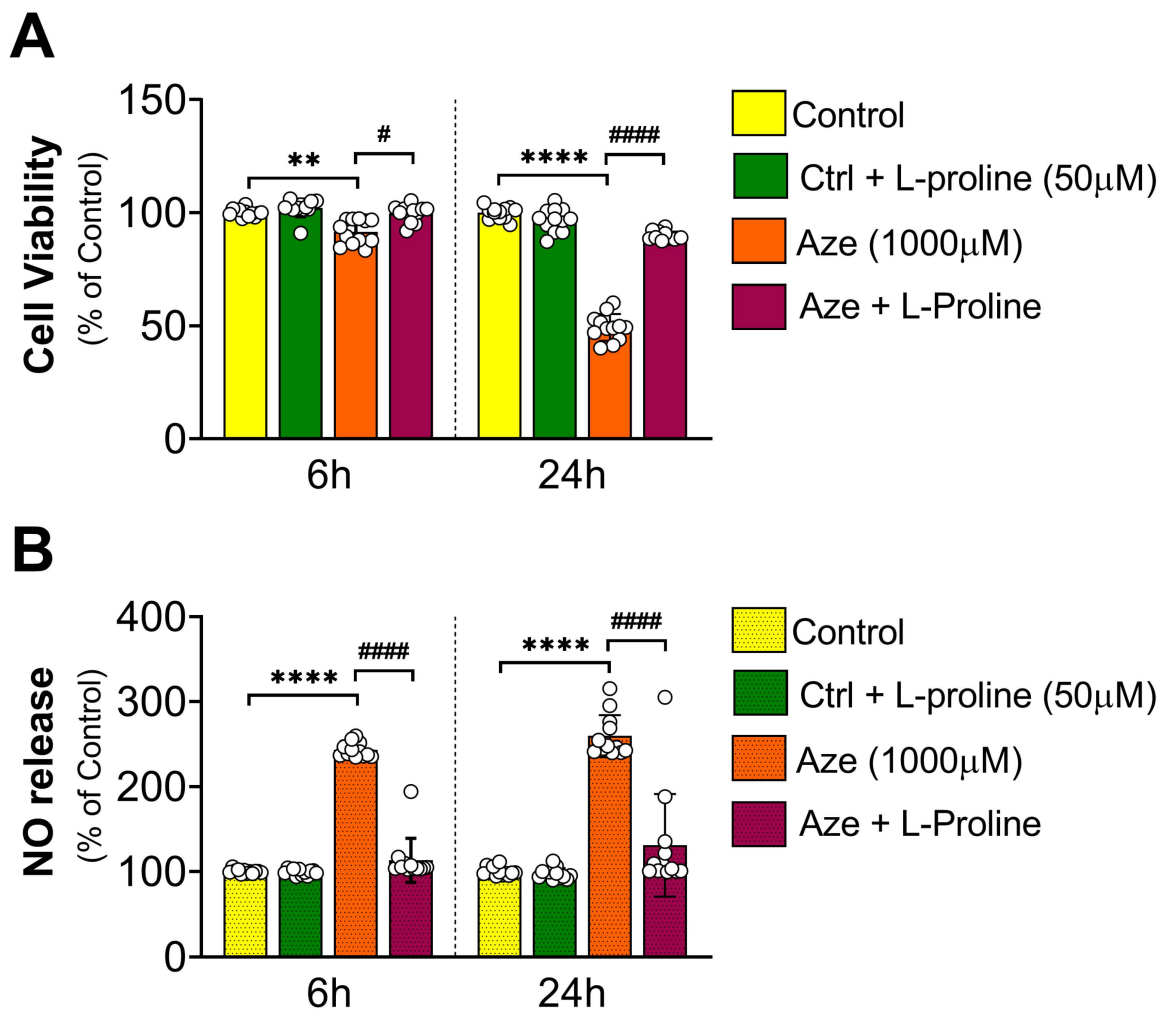 A
Cell Viability
(% of Control)
150
100
50
0
**
#
****
####
6h
24h
Control
Ctrl + L-proline (50μM)
Aze (1000μM)
Aze + L-Proline
B
NO release
(% of Control)
400
300
200
100
0
****
####
****
####
6h
24h
Control
Ctrl + L-proline (50μM)
Aze (1000μM)
Aze + L-Proline